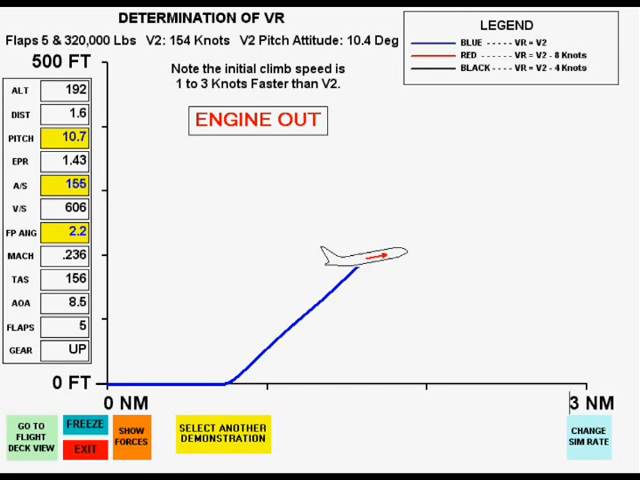 DETERMINATION OF VR
Flaps 5 & 320,000 Lbs V2: 154 Knots V2 Pitch Attitude: 10.4 Deg
LEGEND
BLUE ----- VR = V2
RED ------ VR = V2 - 8 Knots
BLACK ----- VR = V2 - 4 Knots
500 FT
Note the initial climb speed is
1 to 3 Knots Faster than V2.
ENGINE OUT
ALT 192
DIST 1.6
PITCH 10.7
EPR 1.43
A/S 155
V/S 606
FP ANG 2.2
MACH .236
TAS 156
AOA 8.5
FLAPS 5
GEAR UP
0 FT
0 NM
3 NM
GO TO
FLIGHT
DECK VIEW
FREEZE
EXIT
SHOW
FORCES
SELECT ANOTHER
DEMONSTRATION
CHANGE
SIM RATE